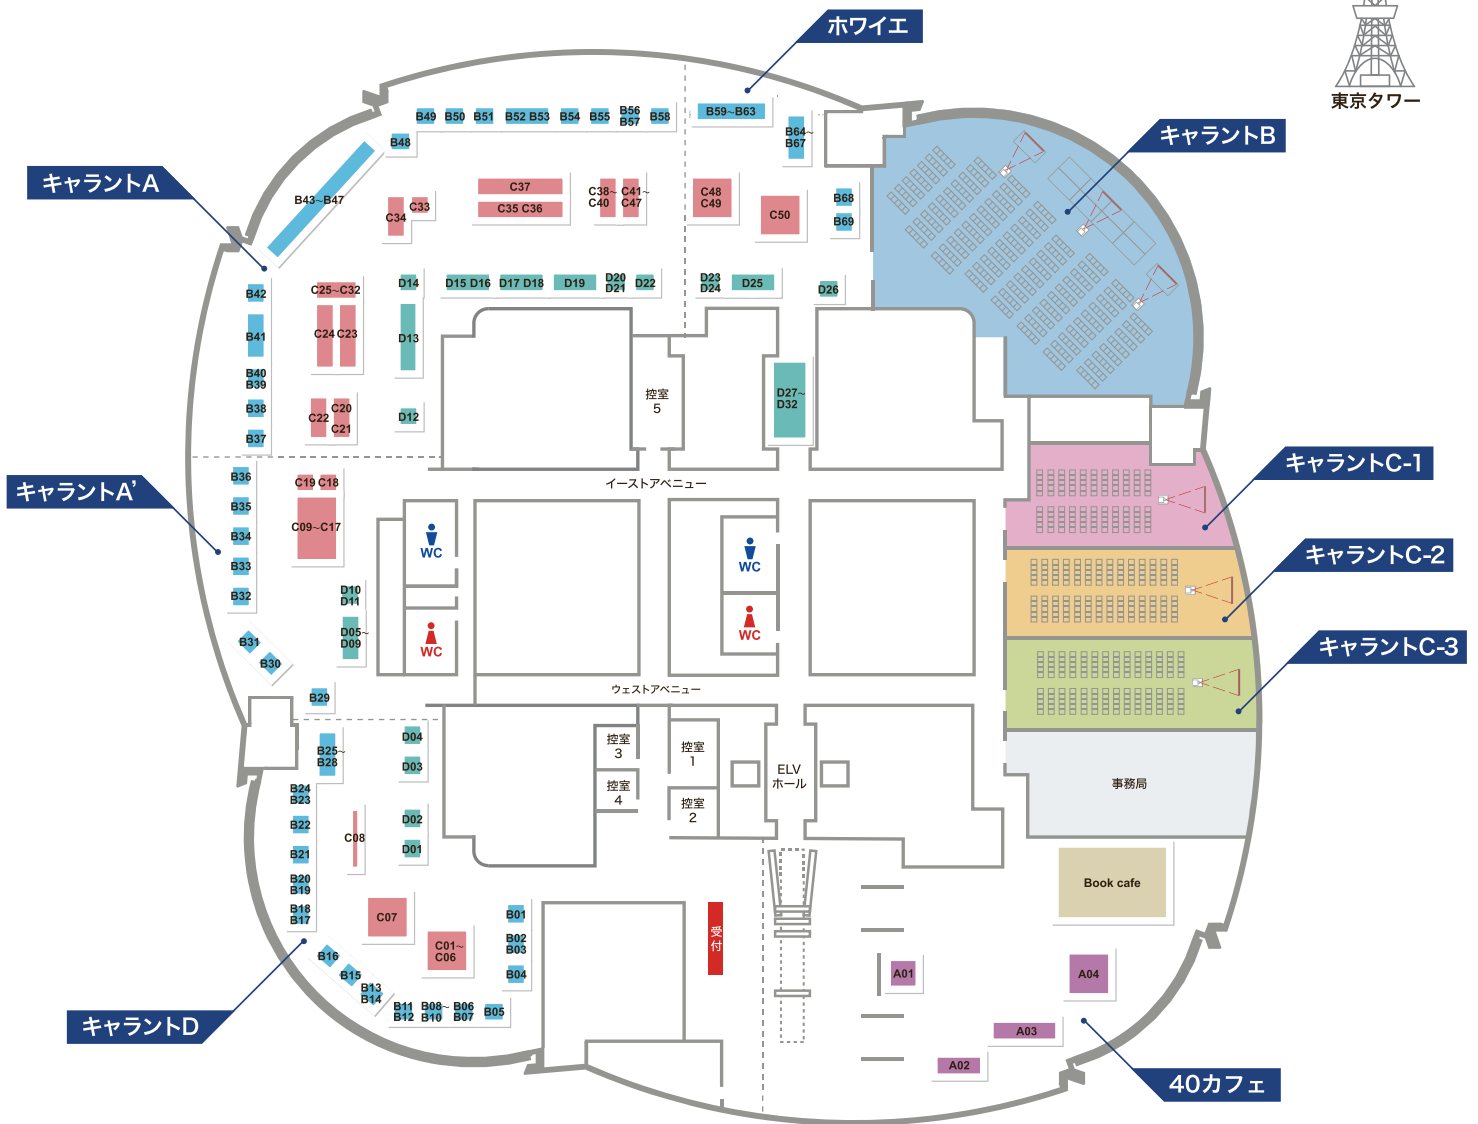 ホワイエ
東京タワー
キャラントB
キャラントA
B49
B50
B51
B52 B53
B54
B55
B56
B57
B58
B59~B63
B64~
B67
B48
B43~B47
C34
C33
C37
C35 C36
C38~
C40
C41~
C47
C48
C49
C50
B68
B69
B42
B41
B40
B39
B38
B37
C25~C32
C24
C23
C22
C20
C21
D14
D13
D12
D15 D16
D17 D18
D19
D20
D21
D22
D23
D24
D25
D26
控室
5
D27~
D32
キャラントC-1
キャラントA’
B36
B35
B34
B33
B32
C19
C18
C09~C17
イーストアベニュー
WC
WC
キャラントC-2
D10
D11
D05~
D09
WC
WC
キャラントC-3
B31
B30
B29
ウェストアベニュー
B25~
B28
D04
D03
D02
D01
控室
3
控室
4
控室
1
控室
2
ELV
ホール
事務局
B24
B23
B22
B21
B20
B19
B18
B17
C08
C07
C01~
C06
B01
B02
B03
B04
B16
B15
B13
B14
B11
B12
B08~
B10
B06
B07
B05
受付
Book cafe
A01
A04
A03
A02
キャラントD
40カフェ